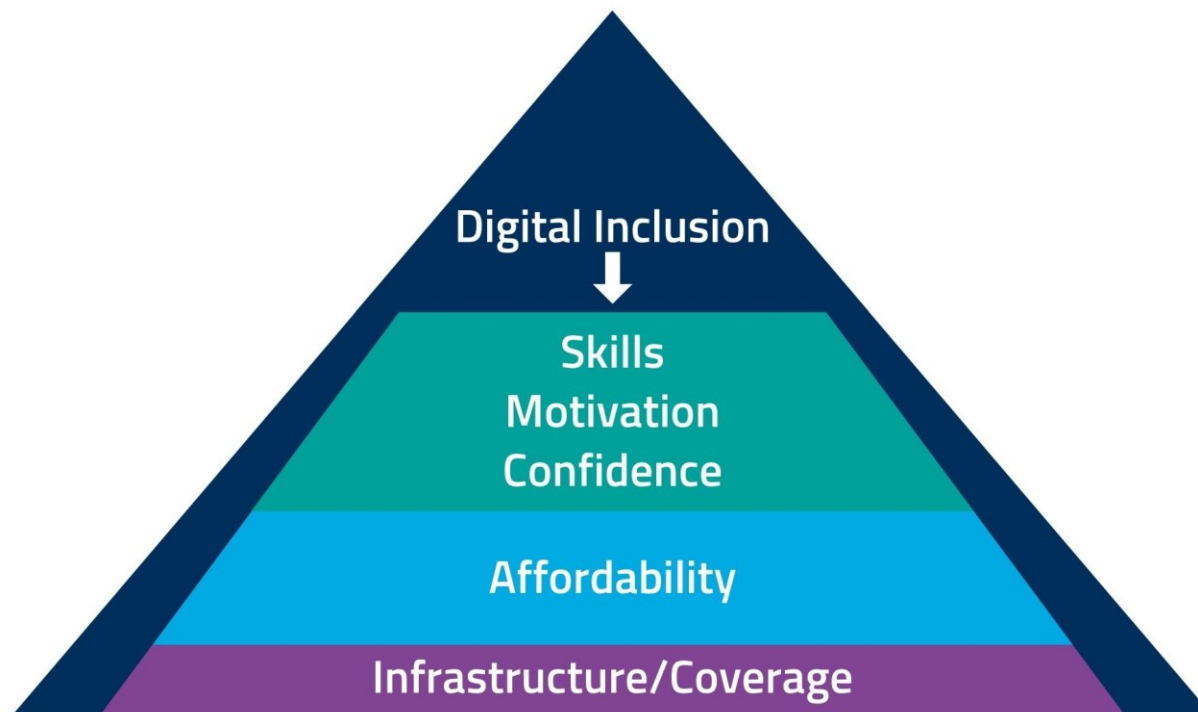 Digital Inclusion
Skills
Motivation
Confidence
Affordability
Infrastructure/Coverage